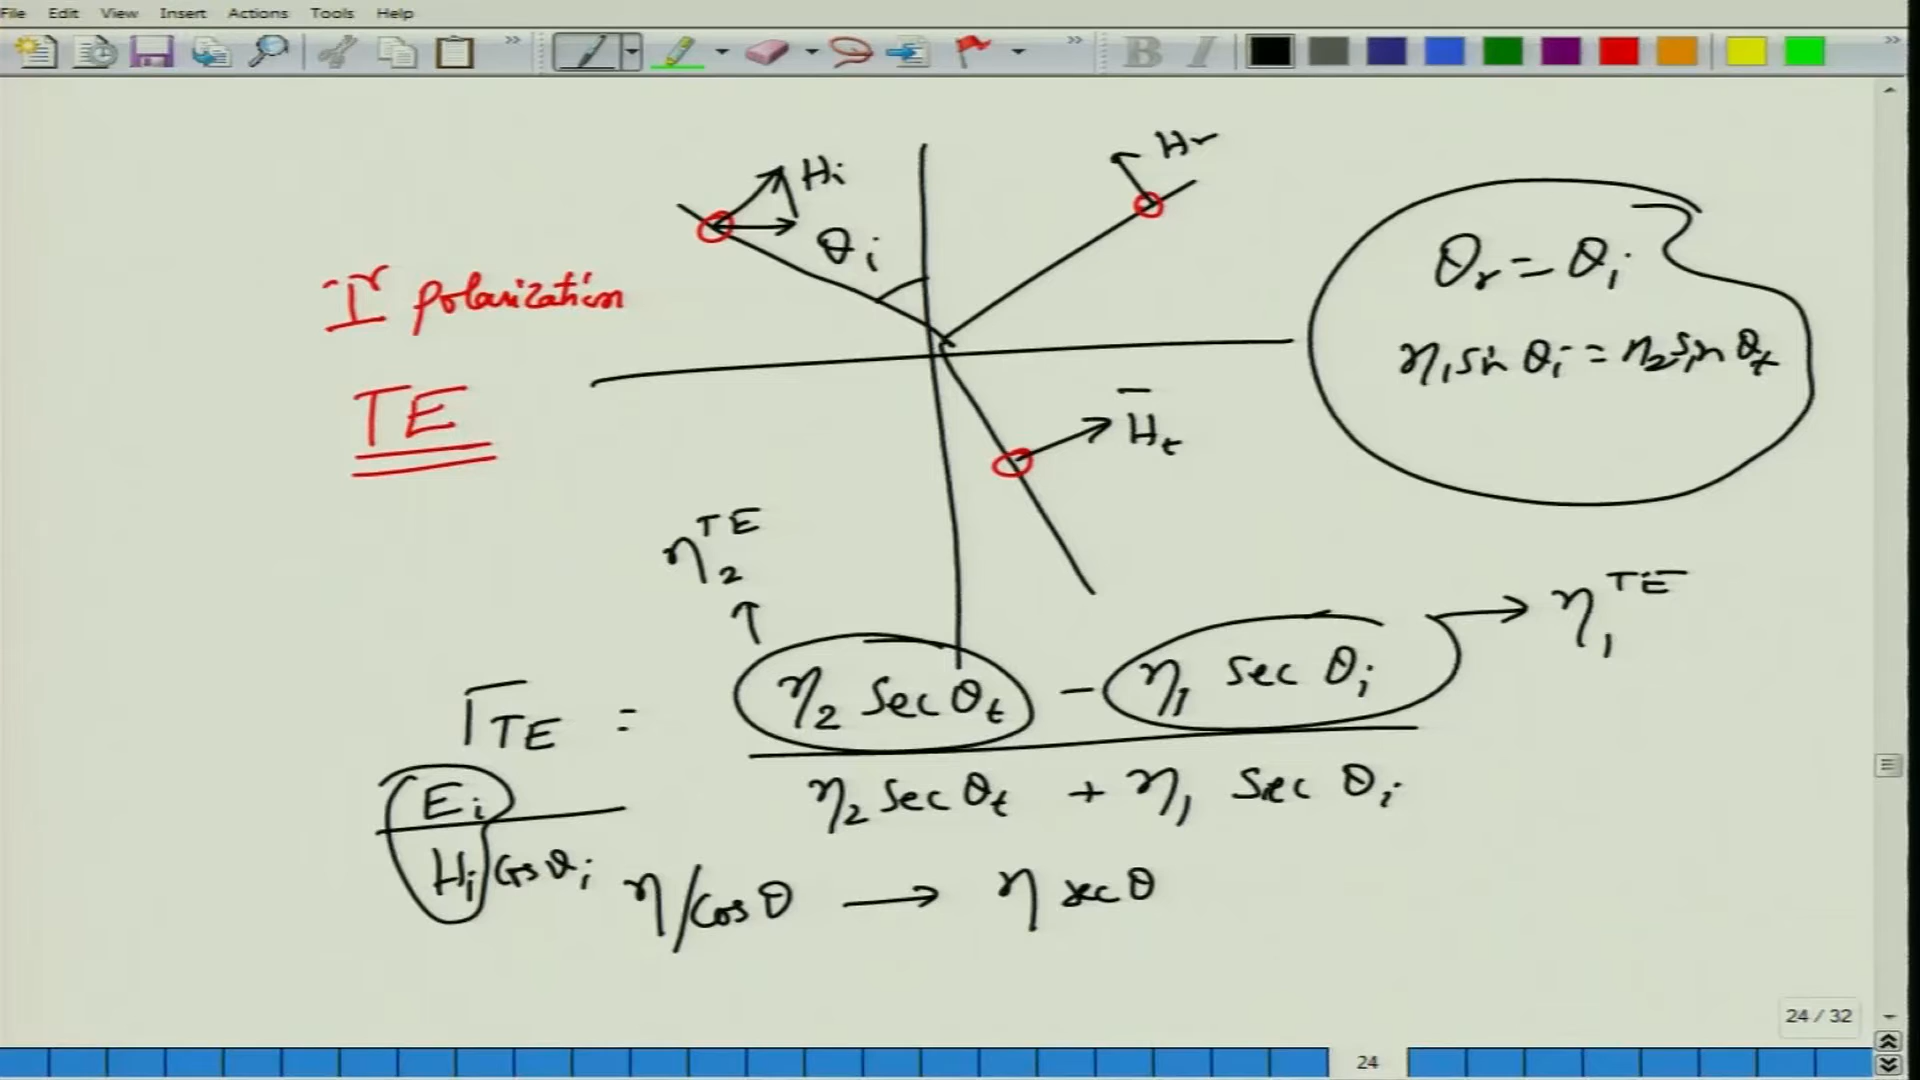 File Edit View Insert Actions Tools Help
B I
Hi
Hr
θi
Ir polarization
TE
θr = θi
η1 sin θi = η2 sin θt
H̄t
η2^TE
↑
η1^TE
ΓTE = η2 sec θt - η1 sec θi → 
η2 sec θt + η1 sec θi
Ei
Hi cos θi
η/cos θ → η sec θ
24 / 32
24